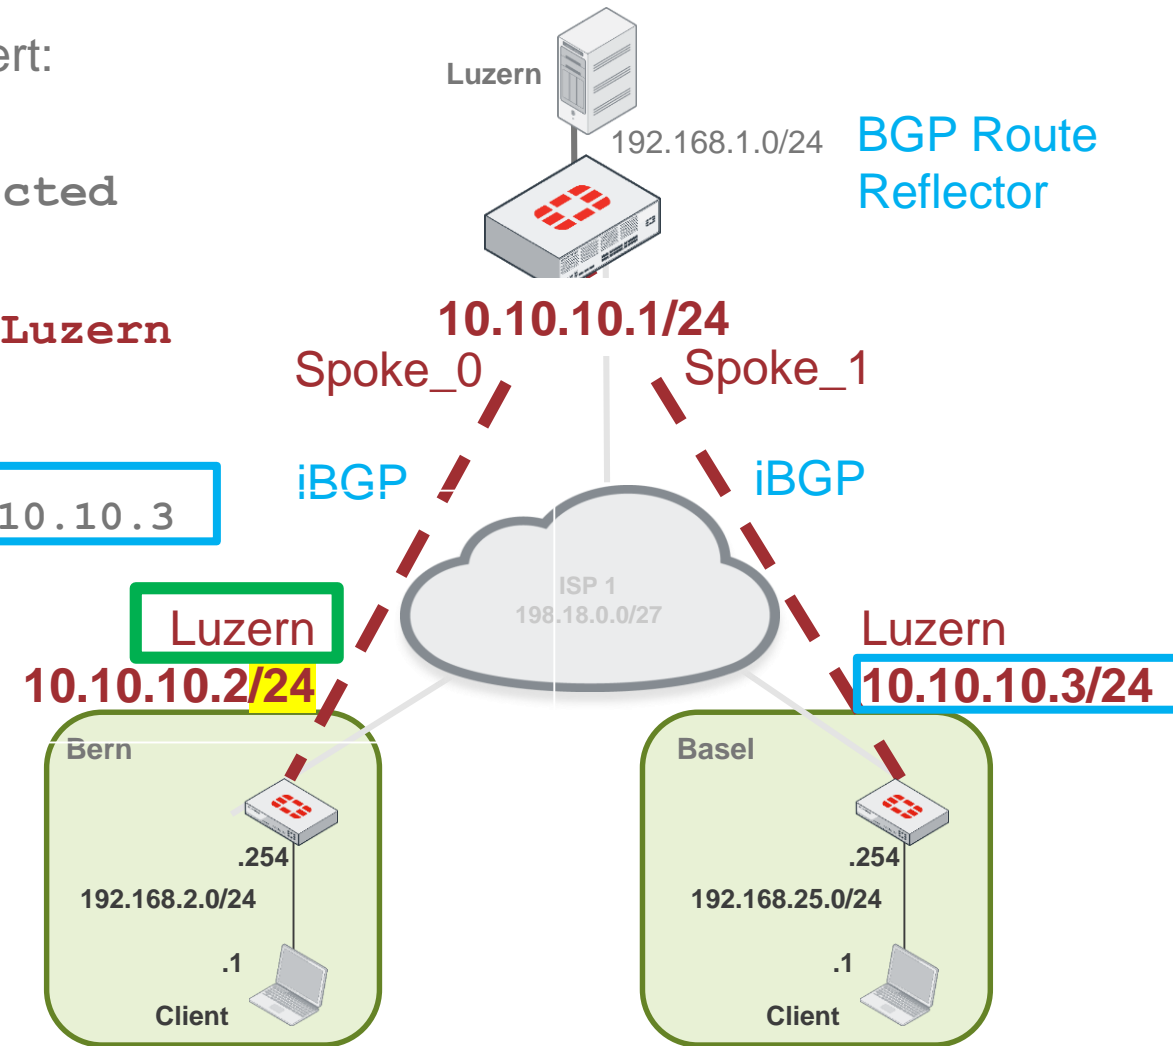 ert:
Luzern
192.168.1.0/24
BGP Route
Reflector
cted
10.10.10.1/24
Luzern
Spoke_0
Spoke_1
iBGP
iBGP
10.10.3
ISP 1
198.18.0.0/27
Luzern
Luzern
10.10.10.2/24
10.10.10.3/24
Bern
Basel
.254
.254
192.168.2.0/24
192.168.25.0/24
.1
.1
Client
Client